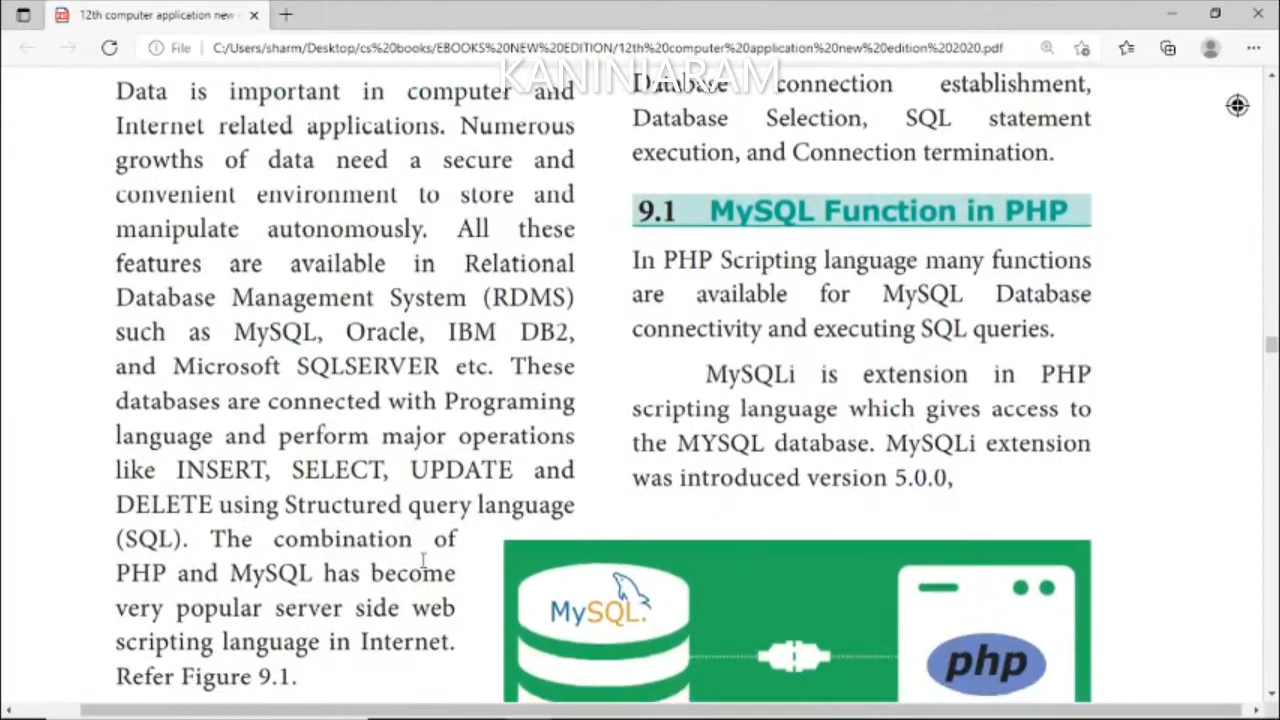 12th computer application new
File
C:/Users/sharm/Desktop/cs%20books/EBOOKS%20NEW%20EDITION/12th%20computer%20application%20new%20edition%202020.pdf
KANINIARAM
Data is important in computer and
Internet related applications. Numerous
growths of data need a secure and
convenient environment to store and
manipulate autonomously. All these
features are available in Relational
Database Management System (RDMS)
such as MySQL, Oracle, IBM DB2,
and Microsoft SQLSERVER etc. These
databases are connected with Programing
language and perform major operations
like INSERT, SELECT, UPDATE and
DELETE using Structured query language
(SQL). The combination of
PHP and MySQL has become
very popular server side web
scripting language in Internet.
Refer Figure 9.1.
Database connection establishment,
Database Selection, SQL statement
execution, and Connection termination.
9.1 MySQL Function in PHP
In PHP Scripting language many functions
are available for MySQL Database
connectivity and executing SQL queries.
MySQLi is extension in PHP
scripting language which gives access to
the MYSQL database. MySQLi extension
was introduced version 5.0.0,
MySQL.
php